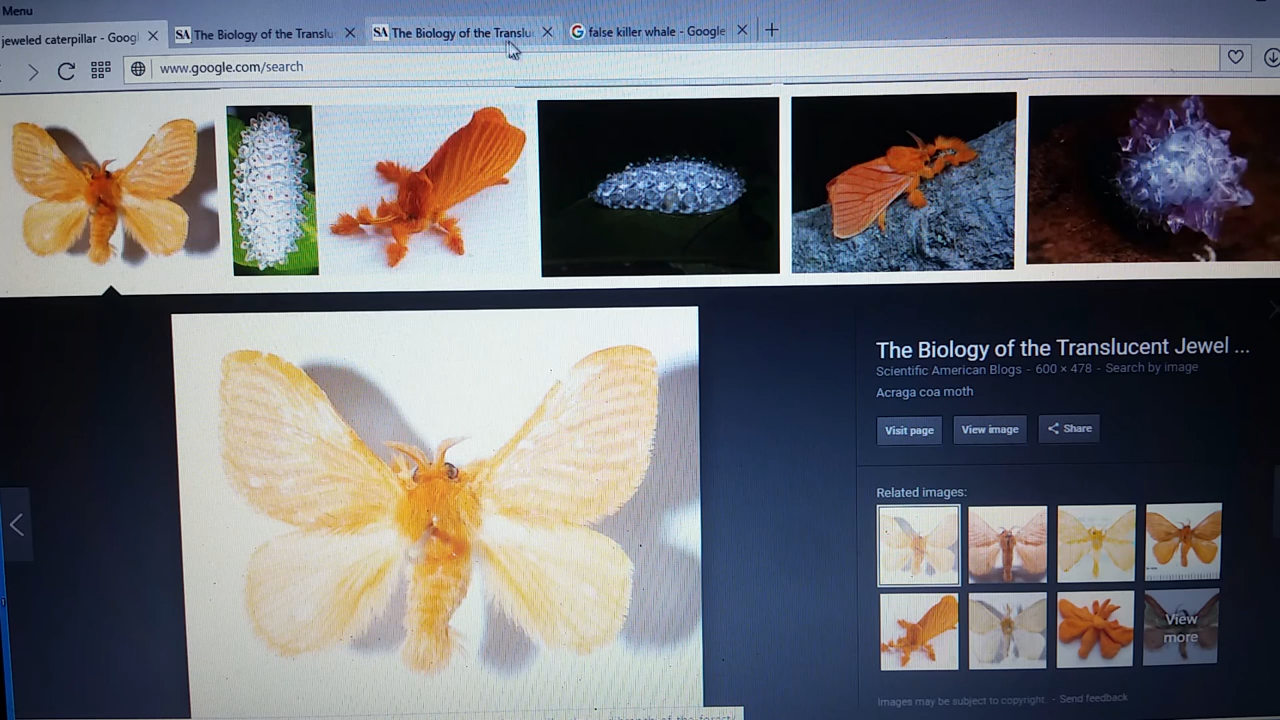 Menu
jeweled caterpillar - Googl
SA The Biology of the Translu
SA The Biology of the Translu
G false killer whale - Google
www.google.com/search
The Biology of the Translucent Jewel ...
Scientific American Blogs - 600 × 478 - Search by image
Acraga coa moth
Visit page
View image
Share
Related images:
View more
Images may be subject to copyright. - Send feedback